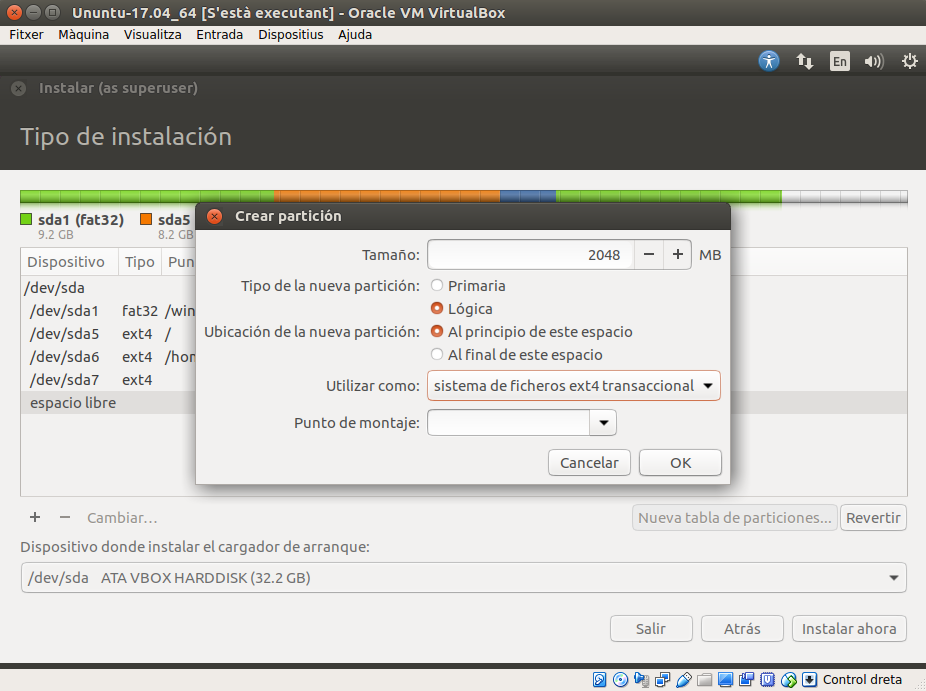 Ununtu-17.04_64 [S'està executant] - Oracle VM VirtualBox
Fitxer Màquina Visualitza Entrada Dispositius Ajuda
En
Instalar (as superuser)
Tipo de instalación
sda1 (fat32) sda5
9.2 GB 8.2 GB
Crear partición
Tamaño: 2048 − + MB
Tipo de la nueva partición: Primaria
Lógica
Ubicación de la nueva partición: Al principio de este espacio
Al final de este espacio
Utilizar como: sistema de ficheros ext4 transaccional
Punto de montaje:
Cancelar OK
Dispositivo Tipo Pun
/dev/sda
/dev/sda1 fat32 /win
/dev/sda5 ext4 /
/dev/sda6 ext4 /hon
/dev/sda7 ext4
espacio libre
+ − Cambiar... Nueva tabla de particiones... Revertir
Dispositivo donde instalar el cargador de arranque:
/dev/sda ATA VBOX HARDDISK (32.2 GB)
Salir Atrás Instalar ahora
Control dreta